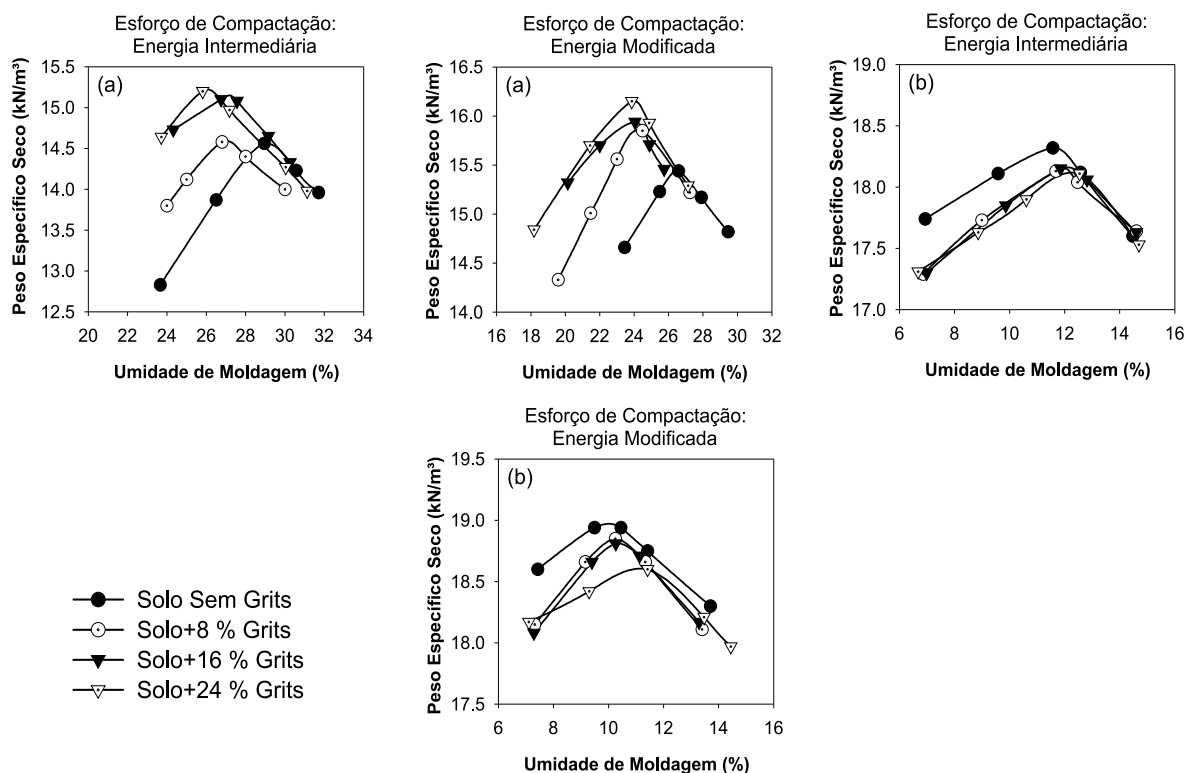 Esforço de Compactação:
Energia Intermediária
Peso Específico Seco (kN/m³)
15.5
15.0
14.5
14.0
13.5
13.0
12.5
(a)
20 22 24 26 28 30 32 34
Umidade de Moldagem (%)
Esforço de Compactação:
Energia Modificada
Peso Específico Seco (kN/m³)
16.5
16.0
15.5
15.0
14.5
14.0
(a)
16 18 20 22 24 26 28 30 32
Umidade de Moldagem (%)
Esforço de Compactação:
Energia Intermediária
Peso Específico Seco (kN/m³)
19.0
18.5
18.0
17.5
17.0
(b)
6 8 10 12 14 16
Umidade de Moldagem (%)
Esforço de Compactação:
Energia Modificada
Peso Específico Seco (kN/m³)
19.5
19.0
18.5
18.0
17.5
(b)
6 8 10 12 14 16
Umidade de Moldagem (%)
Solo Sem Grits
Solo+8 % Grits
Solo+16 % Grits
Solo+24 % Grits